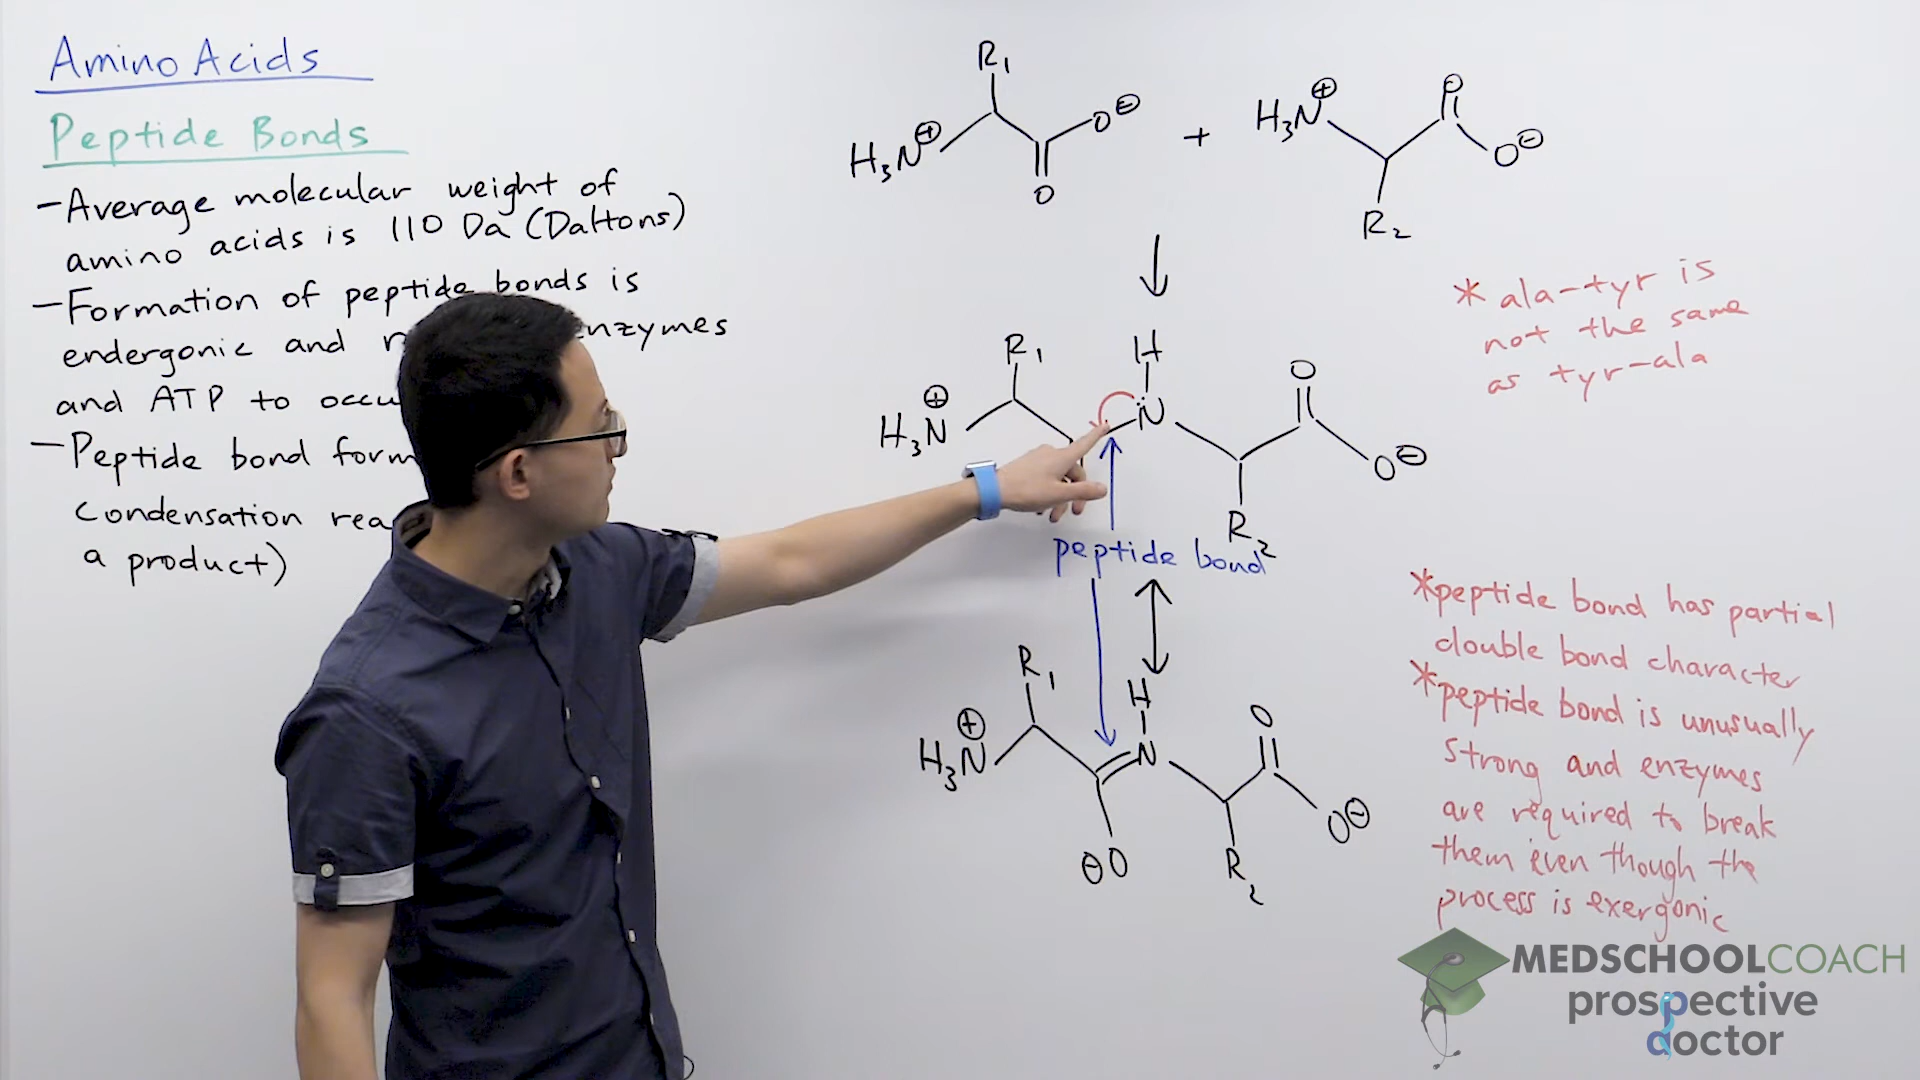 Amino Acids
Peptide Bonds
-Average molecular weight of
amino acids is 110 Da (Daltons)
-Formation of peptide bonds is
endergonic and enzymes
and ATP to occu
-Peptide bond form
condensation rea
a product)
R1
H3N⊕ O⊖
O
+
H3N⊕ O
O⊖
R2
* ala-tyr is
not the same
as tyr-ala
R1 H O
H3N⊕ N O⊖
R2
peptide bond
R1 H O
H3N⊕ N O⊖
⊖O R2
*peptide bond has partial
double bond character
*peptide bond is unusually
strong and enzymes
are required to break
them even though the
process is exergonic
MEDSCHOOLCOACH
prospective
doctor